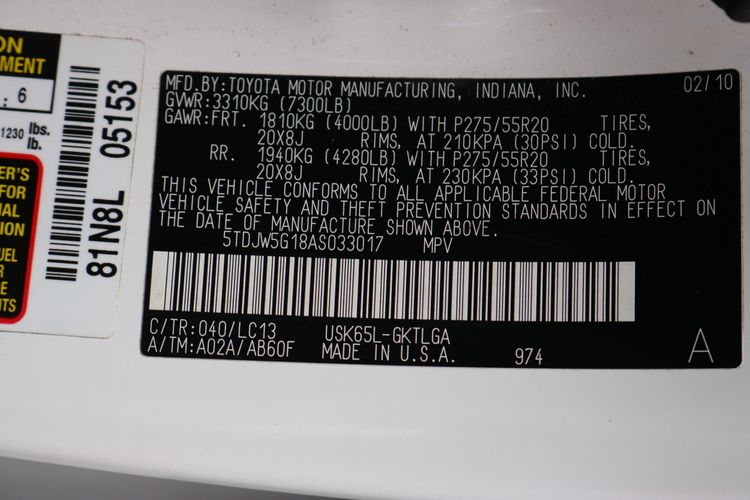 ON
MENT
: 6
1230 lbs.
lb.
ER'S
FOR
NAL
ION
UEL
R
E
NTS
81N8L 05153
MFD.BY:TOYOTA MOTOR MANUFACTURING, INDIANA, INC. 02/10
GVWR:3310KG (7300LB)
GAWR:FRT. 1810KG (4000LB) WITH P275/55R20 TIRES,
20X8J RIMS, AT 210KPA (30PSI) COLD.
RR. 1940KG (4280LB) WITH P275/55R20 TIRES,
20X8J RIMS, AT 230KPA (33PSI) COLD.
THIS VEHICLE CONFORMS TO ALL APPLICABLE FEDERAL MOTOR
VEHICLE SAFETY AND THEFT PREVENTION STANDARDS IN EFFECT ON
THE DATE OF MANUFACTURE SHOWN ABOVE.
5TDJW5G18AS033017 MPV
C/TR:040/LC13 USK65L-GKTLGA
A/TM:A02A/AB60F MADE IN U.S.A. 974 A